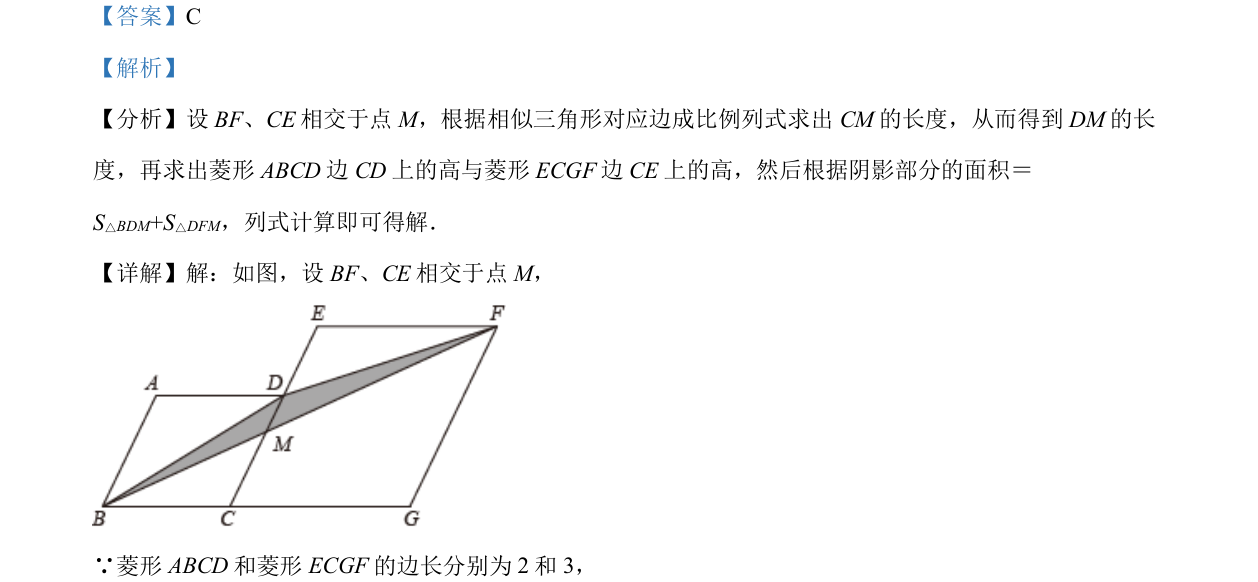 【答案】C
【解析】
【分析】设 BF、CE 相交于点 M，根据相似三角形对应边成比例列式求出 CM 的长度，从而得到 DM 的长
度，再求出菱形 ABCD 边 CD 上的高与菱形 ECGF 边 CE 上的高，然后根据阴影部分的面积＝
S△BDM+S△DFM，列式计算即可得解．
【详解】解：如图，设 BF、CE 相交于点 M，
E F
A D
M
B C G
∵菱形 ABCD 和菱形 ECGF 的边长分别为 2 和 3，